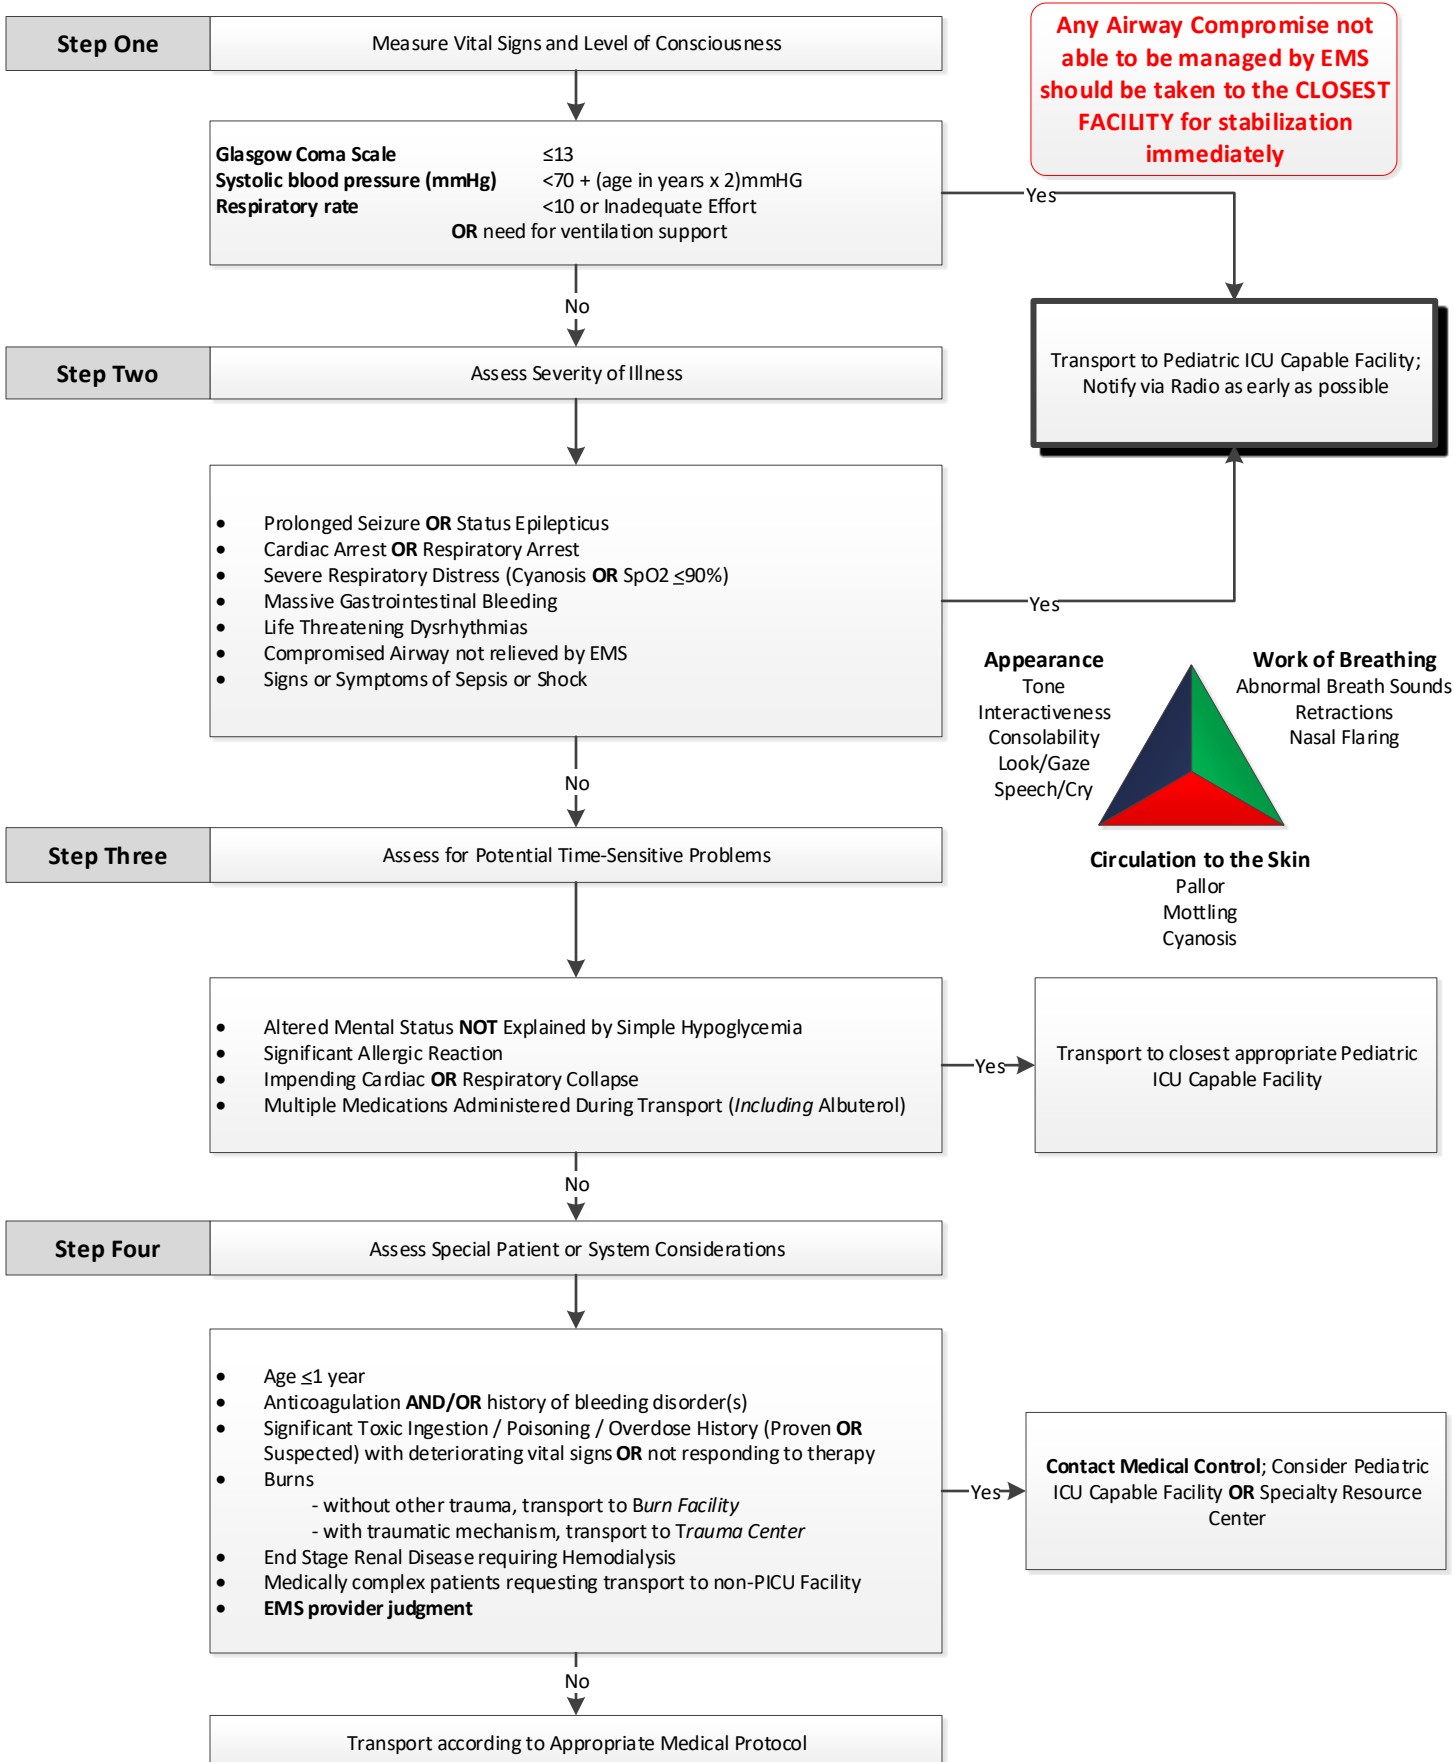 Step One
Measure Vital Signs and Level of Consciousness
Any Airway Compromise not
able to be managed by EMS
should be taken to the CLOSEST
FACILITY for stabilization
immediately
Glasgow Coma Scale ≤13
Systolic blood pressure (mmHg) <70 + (age in years x 2)mmHG
Respiratory rate <10 or Inadequate Effort
OR need for ventilation support
Yes
No
Transport to Pediatric ICU Capable Facility;
Notify via Radio as early as possible
Step Two
Assess Severity of Illness
• Prolonged Seizure OR Status Epilepticus
• Cardiac Arrest OR Respiratory Arrest
• Severe Respiratory Distress (Cyanosis OR SpO2 ≤90%)
• Massive Gastrointestinal Bleeding
• Life Threatening Dysrhythmias
• Compromised Airway not relieved by EMS
• Signs or Symptoms of Sepsis or Shock
Yes
No
Appearance
Tone
Interactiveness
Consolability
Look/Gaze
Speech/Cry
Work of Breathing
Abnormal Breath Sounds
Retractions
Nasal Flaring
Circulation to the Skin
Pallor
Mottling
Cyanosis
Step Three
Assess for Potential Time-Sensitive Problems
• Altered Mental Status NOT Explained by Simple Hypoglycemia
• Significant Allergic Reaction
• Impending Cardiac OR Respiratory Collapse
• Multiple Medications Administered During Transport (Including Albuterol)
Yes
Transport to closest appropriate Pediatric
ICU Capable Facility
No
Step Four
Assess Special Patient or System Considerations
• Age ≤1 year
• Anticoagulation AND/OR history of bleeding disorder(s)
• Significant Toxic Ingestion / Poisoning / Overdose History (Proven OR
Suspected) with deteriorating vital signs OR not responding to therapy
• Burns
- without other trauma, transport to Burn Facility
- with traumatic mechanism, transport to Trauma Center
• End Stage Renal Disease requiring Hemodialysis
• Medically complex patients requesting transport to non-PICU Facility
• EMS provider judgment
Yes
Contact Medical Control; Consider Pediatric
ICU Capable Facility OR Specialty Resource
Center
No
Transport according to Appropriate Medical Protocol